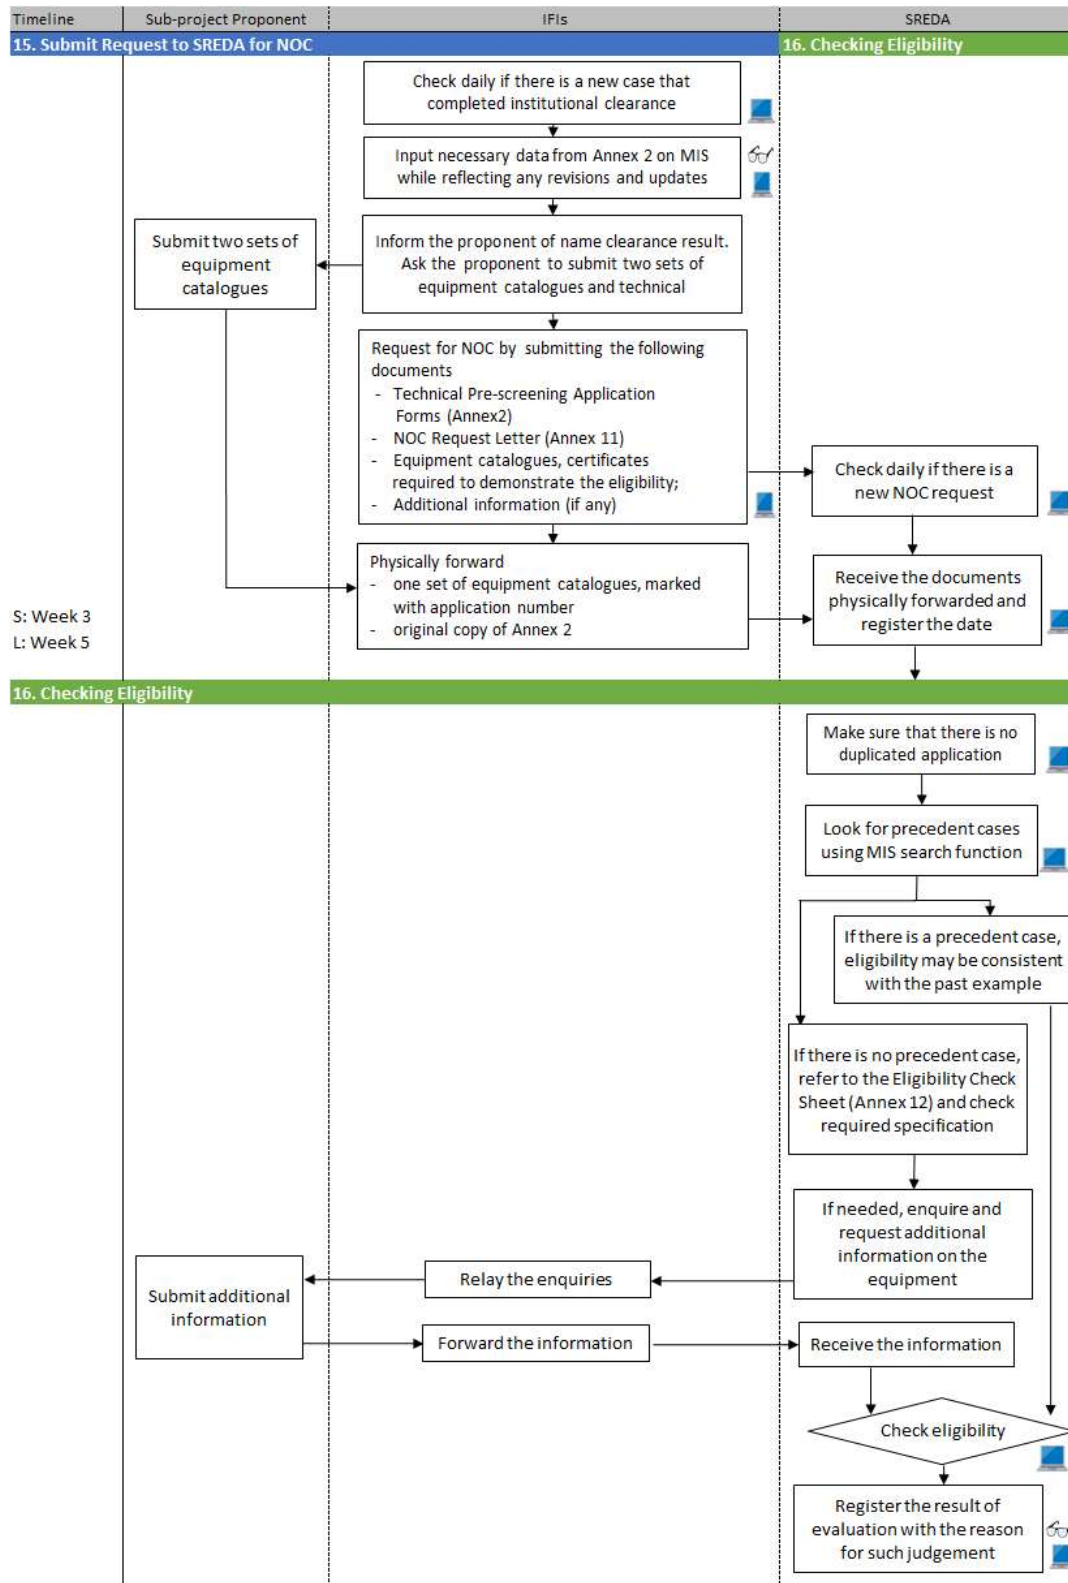 Timeline
Sub-project Proponent
IFIs
SREDA
15. Submit Request to SREDA for NOC
16. Checking Eligibility
Check daily if there is a new case that
completed institutional clearance
Input necessary data from Annex 2 on MIS
while reflecting any revisions and updates
Submit two sets of
equipment
catalogues
Inform the proponent of name clearance result.
Ask the proponent to submit two sets of
equipment catalogues and technical
Request for NOC by submitting the following
documents
- Technical Pre-screening Application
Forms (Annex2)
- NOC Request Letter (Annex 11)
- Equipment catalogues, certificates
required to demonstrate the eligibility;
- Additional information (if any)
Check daily if there is a
new NOC request
Physically forward
- one set of equipment catalogues, marked
with application number
- original copy of Annex 2
Receive the documents
physically forwarded and
register the date
S: Week 3
L: Week 5
16. Checking Eligibility
Make sure that there is no
duplicated application
Look for precedent cases
using MIS search function
If there is a precedent case,
eligibility may be consistent
with the past example
If there is no precedent case,
refer to the Eligibility Check
Sheet (Annex 12) and check
required specification
If needed, enquire and
request additional
information on the
equipment
Relay the enquiries
Submit additional
information
Forward the information
Receive the information
Check eligibility
Register the result of
evaluation with the reason
for such judgement